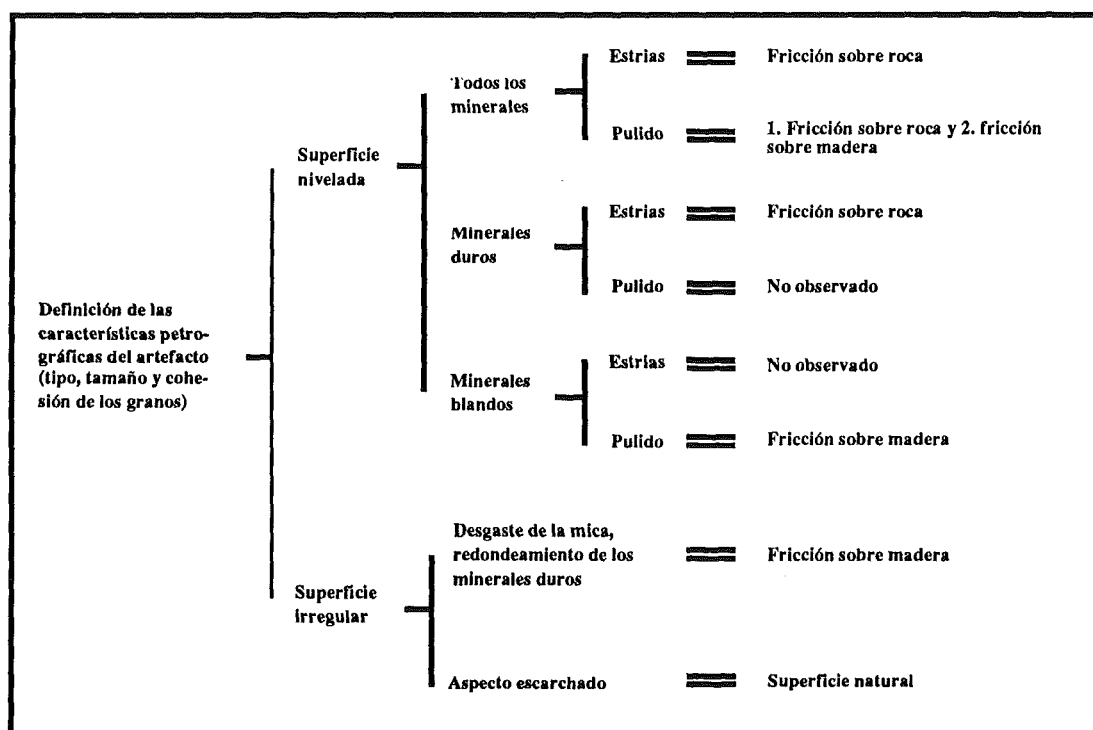 Estrias
Fricción sobre roca
Todos los
minerales
Pulido
1. Fricción sobre roca y 2. fricción
sobre madera
Superficie
nivelada
Estrias
Fricción sobre roca
Minerales
duros
Pulido
No observado
Definición de las
características petro-
gráficas del artefacto
(tipo, tamaño y cohe-
sión de los granos)
Estrias
No observado
Minerales
blandos
Pulido
Fricción sobre madera
Desgaste de la mica,
redondeamiento de los
minerales duros
Fricción sobre madera
Superficie
irregular
Aspecto escarchado
Superficie natural